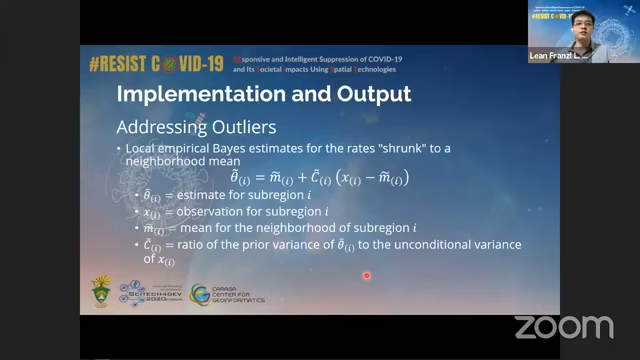 #RESIST COVID-19
Responsive and Intelligent Suppression of COVID-19
and Its Societal Impacts Using Spatial Technologies
Lean Franzl
Implementation and Output
Addressing Outliers
• Local empirical Bayes estimates for the rates "shrunk" to a
neighborhood mean
θ̃(i) = m̃(i) + C̃(i) (x(i) − m̃(i))
• θ̃(i) = estimate for subregion i
• x(i) = observation for subregion i
• m̃(i) = mean for the neighborhood of subregion i
• C̃(i) = ratio of the prior variance of θ̃(i) to the unconditional variance
of x(i)
SCITECH4DEV
2020
CARAGA
CENTER FOR
GEOINFORMATICS
zoom